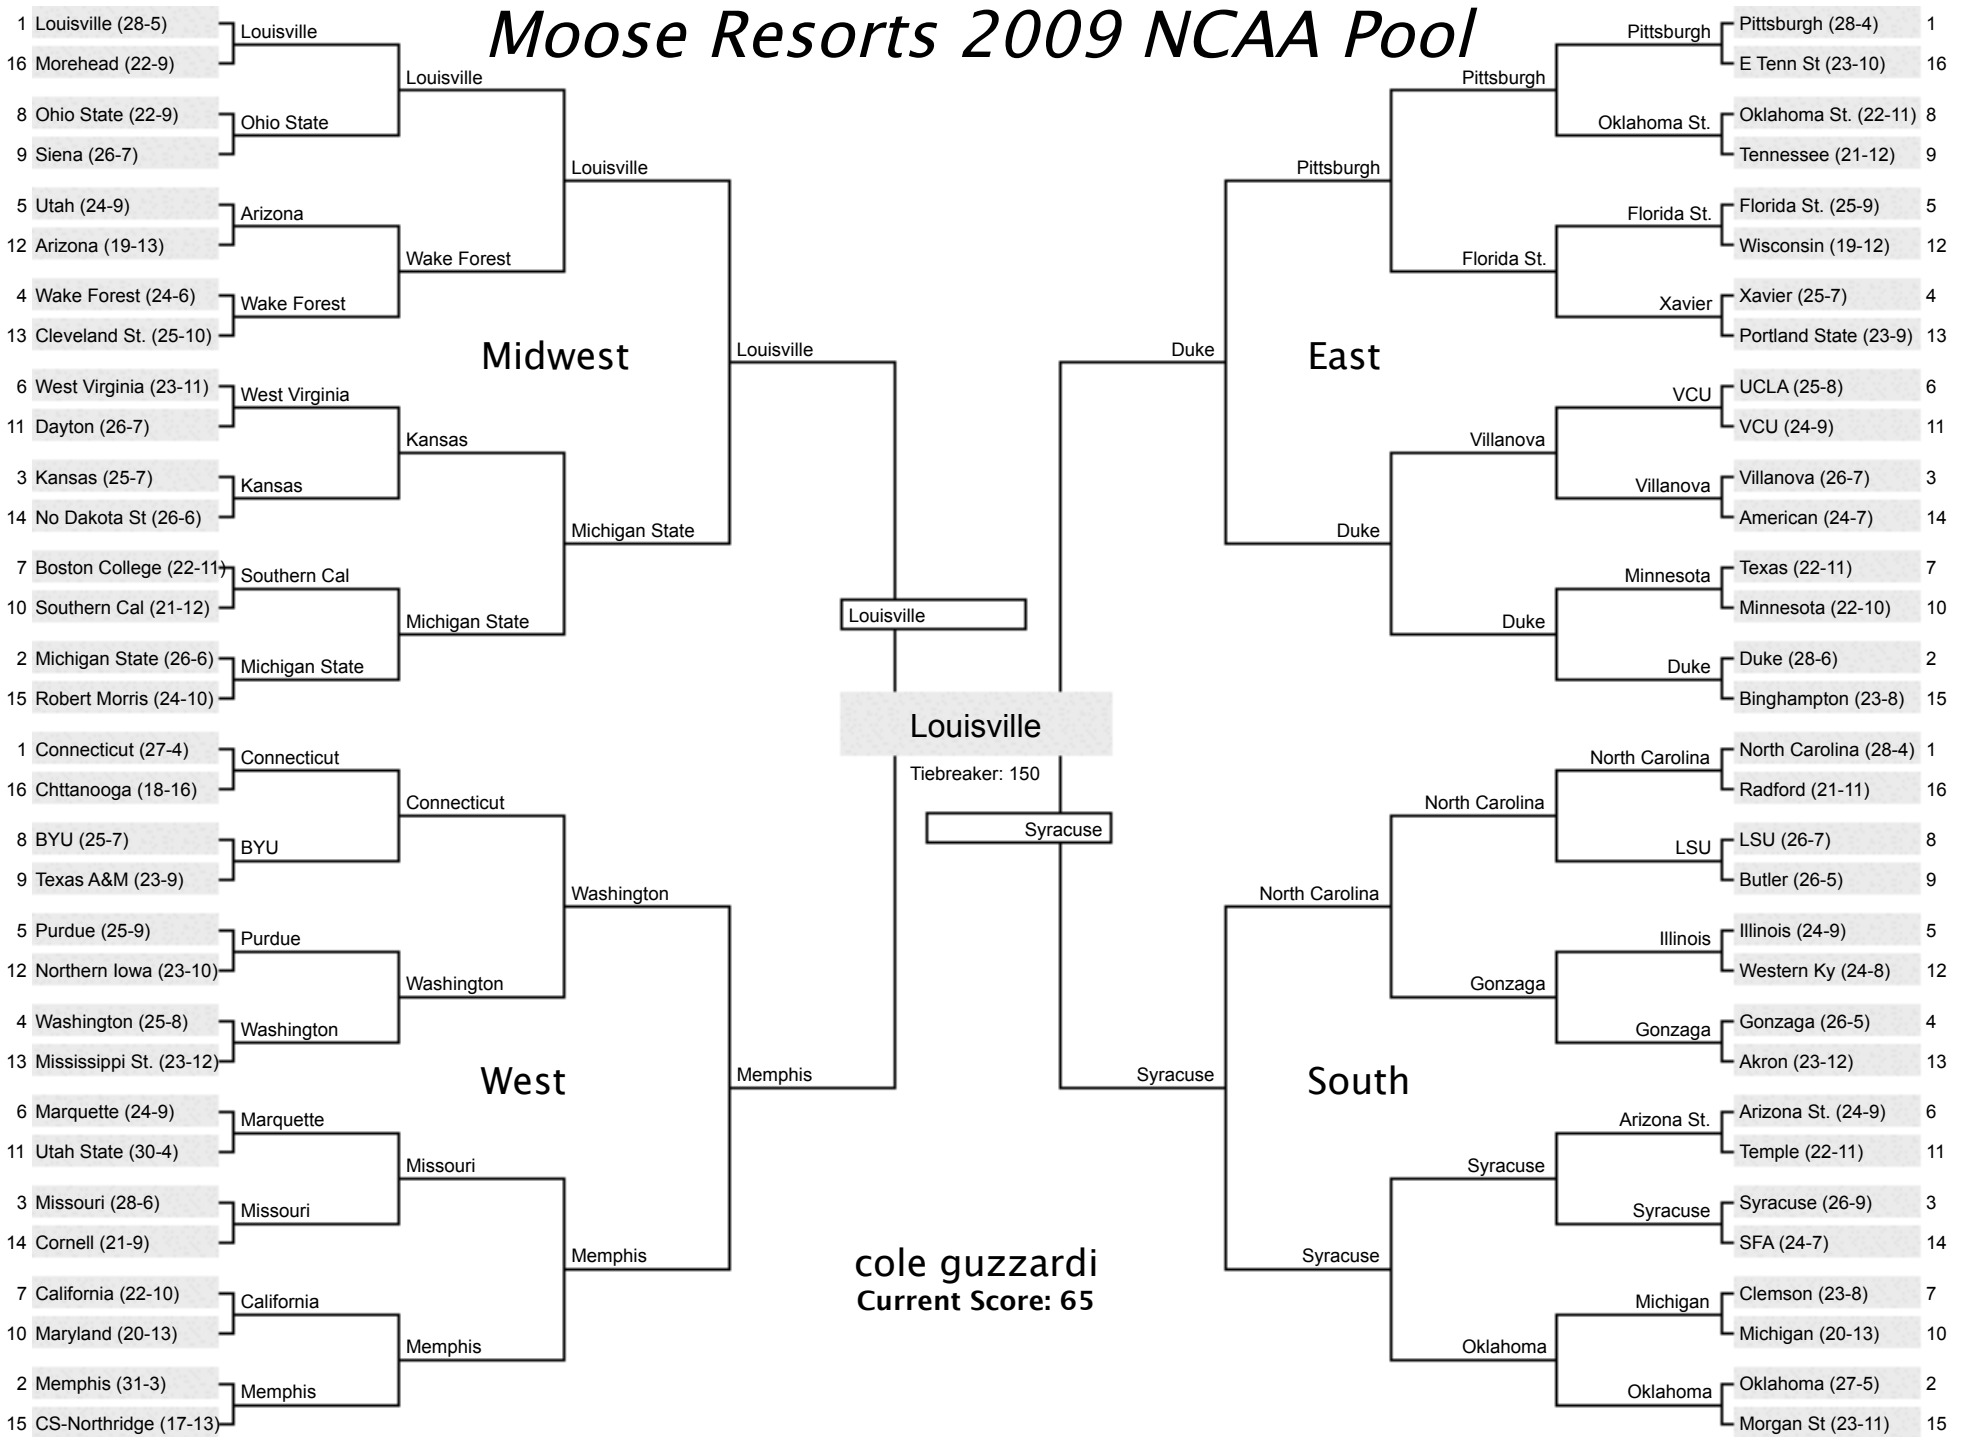 Moose Resorts 2009 NCAA Pool
1 Louisville (28-5)
16 Morehead (22-9)
8 Ohio State (22-9)
9 Siena (26-7)
5 Utah (24-9)
12 Arizona (19-13)
4 Wake Forest (24-6)
13 Cleveland St. (25-10)
6 West Virginia (23-11)
11 Dayton (26-7)
3 Kansas (25-7)
14 No Dakota St (26-6)
7 Boston College (22-11)
10 Southern Cal (21-12)
2 Michigan State (26-6)
15 Robert Morris (24-10)
Louisville
Ohio State
Arizona
Wake Forest
West Virginia
Kansas
Southern Cal
Michigan State
Louisville
Wake Forest
Kansas
Michigan State
Louisville
Michigan State
Louisville
Midwest
1 Connecticut (27-4)
16 Chttanooga (18-16)
8 BYU (25-7)
9 Texas A&M (23-9)
5 Purdue (25-9)
12 Northern Iowa (23-10)
4 Washington (25-8)
13 Mississippi St. (23-12)
6 Marquette (24-9)
11 Utah State (30-4)
3 Missouri (28-6)
14 Cornell (21-9)
7 California (22-10)
10 Maryland (20-13)
2 Memphis (31-3)
15 CS-Northridge (17-13)
Connecticut
BYU
Purdue
Washington
Marquette
Missouri
California
Memphis
Connecticut
Washington
Missouri
Memphis
Washington
Memphis
Memphis
West
Louisville
Louisville
Tiebreaker: 150
Syracuse
cole guzzardi
Current Score: 65
Pittsburgh (28-4) 1
E Tenn St (23-10) 16
Oklahoma St. (22-11) 8
Tennessee (21-12) 9
Florida St. (25-9) 5
Wisconsin (19-12) 12
Xavier (25-7) 4
Portland State (23-9) 13
UCLA (25-8) 6
VCU (24-9) 11
Villanova (26-7) 3
American (24-7) 14
Texas (22-11) 7
Minnesota (22-10) 10
Duke (28-6) 2
Binghampton (23-8) 15
Pittsburgh
Oklahoma St.
Florida St.
Xavier
VCU
Villanova
Minnesota
Duke
Pittsburgh
Florida St.
Villanova
Duke
Pittsburgh
Duke
Duke
East
North Carolina (28-4) 1
Radford (21-11) 16
LSU (26-7) 8
Butler (26-5) 9
Illinois (24-9) 5
Western Ky (24-8) 12
Gonzaga (26-5) 4
Akron (23-12) 13
Arizona St. (24-9) 6
Temple (22-11) 11
Syracuse (26-9) 3
SFA (24-7) 14
Clemson (23-8) 7
Michigan (20-13) 10
Oklahoma (27-5) 2
Morgan St (23-11) 15
North Carolina
LSU
Illinois
Gonzaga
Arizona St.
Syracuse
Michigan
Oklahoma
North Carolina
Gonzaga
Syracuse
Oklahoma
North Carolina
Syracuse
Syracuse
South